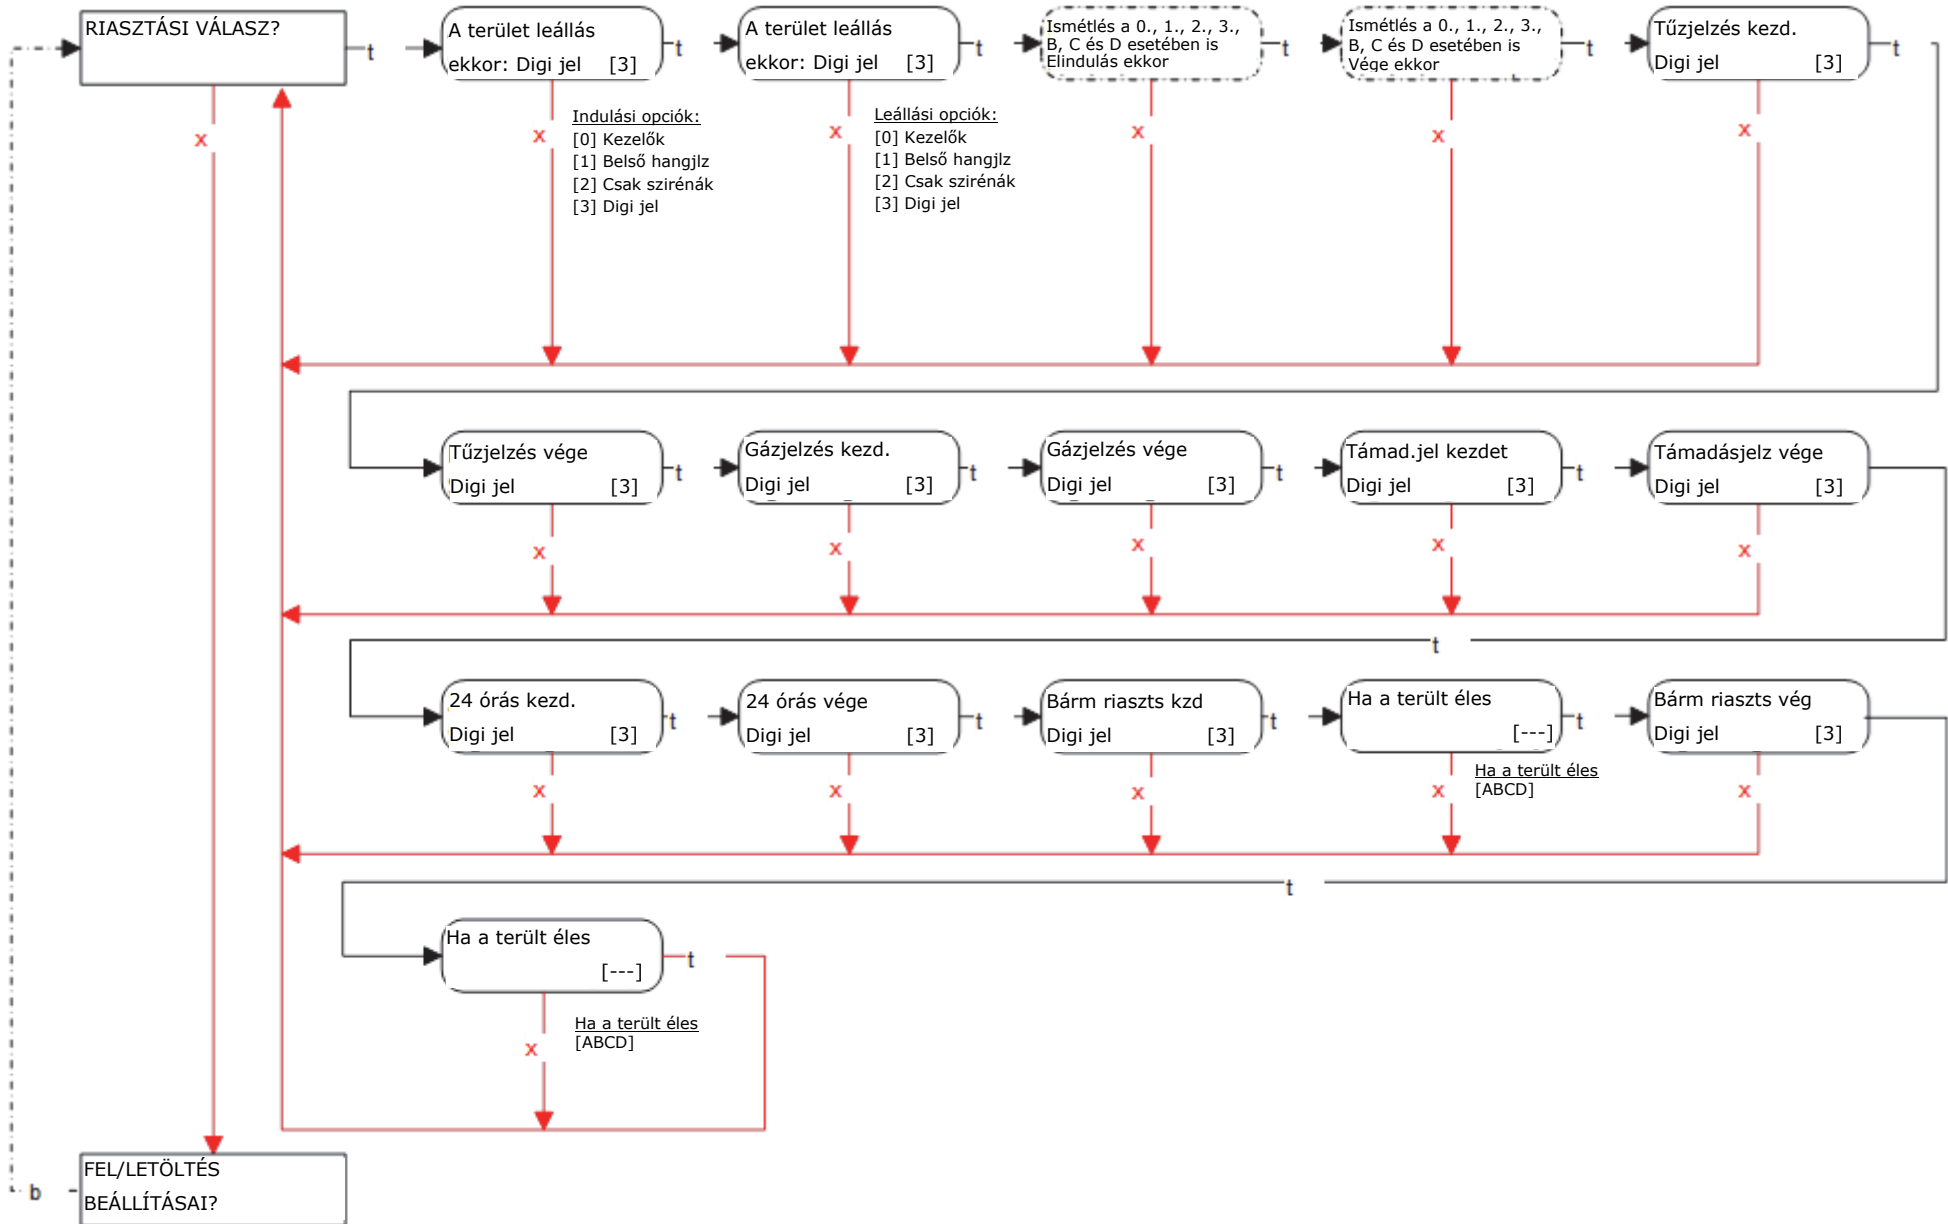 RIASZTÁSI VÁLASZ?
t
A terület leállás
ekkor: Digi jel [3]
t
A terület leállás
ekkor: Digi jel [3]
t
Ismétlés a 0., 1., 2., 3.,
B, C és D esetében is
Elindulás ekkor
t
Ismétlés a 0., 1., 2., 3.,
B, C és D esetében is
Vége ekkor
t
Tűzjelzés kezd.
Digi jel [3]
t
x
x
Indulási opciók:
[0] Kezelők
[1] Belső hangjlz
[2] Csak szirénák
[3] Digi jel
x
Leállási opciók:
[0] Kezelők
[1] Belső hangjlz
[2] Csak szirénák
[3] Digi jel
x
x
x
Tűzjelzés vége
Digi jel [3]
t
Gázjelzés kezd.
Digi jel [3]
t
Gázjelzés vége
Digi jel [3]
t
Támad.jel kezdet
Digi jel [3]
t
Támadásjelz vége
Digi jel [3]
x
x
x
x
x
t
24 órás kezd.
Digi jel [3]
t
24 órás vége
Digi jel [3]
t
Bárm riaszts kzd
Digi jel [3]
t
Ha a terült éles
[---]
t
Bárm riaszts vég
Digi jel [3]
x
x
x
x
Ha a terült éles
[ABCD]
x
t
Ha a terült éles
[---]
t
x
Ha a terült éles
[ABCD]
FEL/LETÖLTÉS
BEÁLLÍTÁSAI?
b